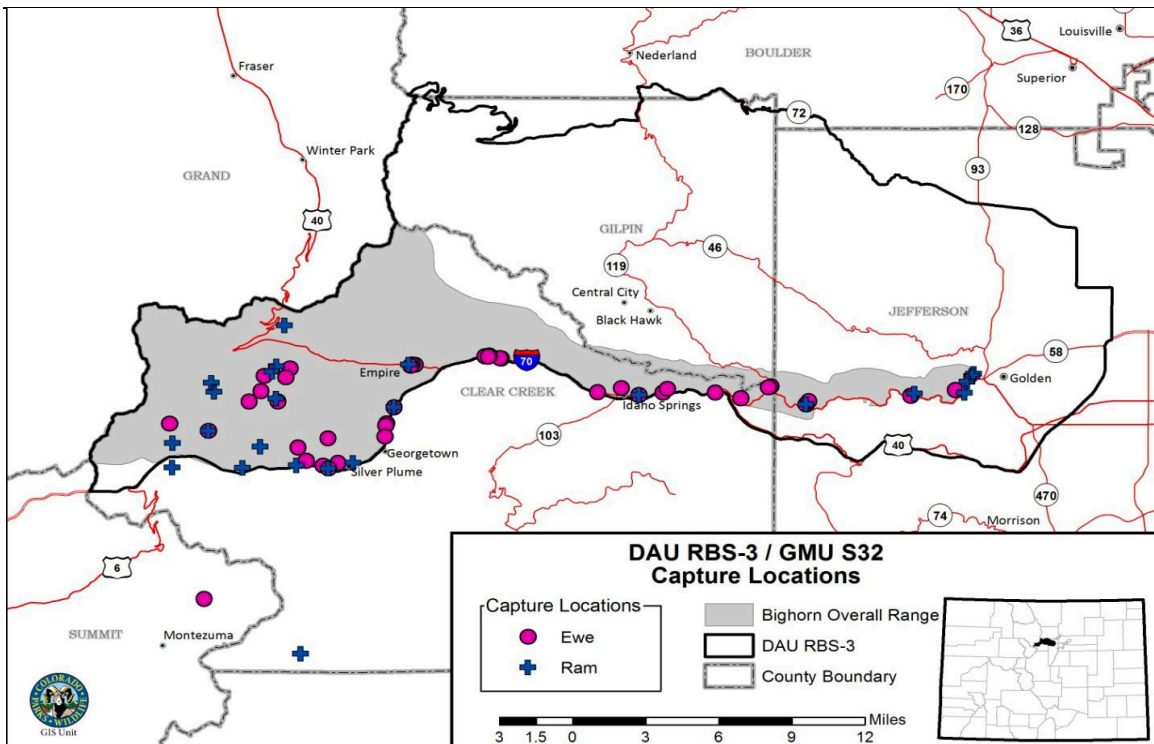 36
Louisville
Nederland
BOULDER
Fraser
Superior
170
72
128
Winter Park
93
GRAND
40
GILPIN
46
119
Central City
JEFFERSON
Black Hawk
58
70
Empire
Golden
CLEAR CREEK
Idaho Springs
103
40
Georgetown
Silver Plume
470
74
Morrison
6
SUMMIT
Montezuma
DAU RBS-3 / GMU S32
Capture Locations
Capture Locations
Ewe
Ram
Bighorn Overall Range
DAU RBS-3
County Boundary
Miles
3 1.5 0 3 6 9 12
COLORADO
PARKS
WILDLIFE
GIS Unit